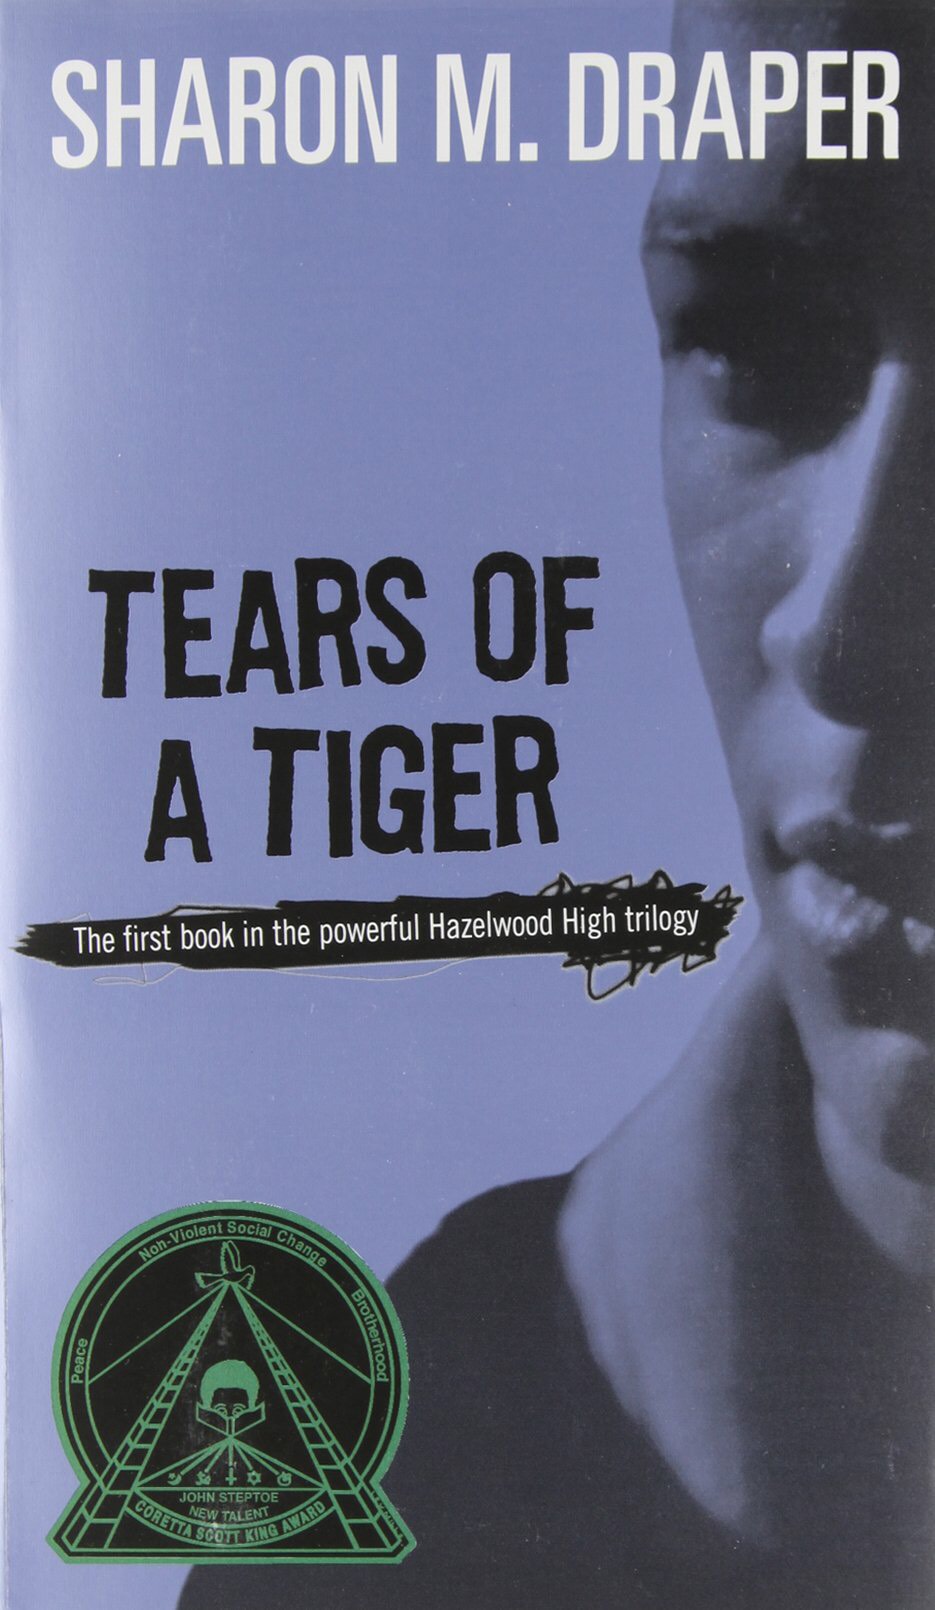 SHARON M. DRAPER
TEARS OF
A TIGER
The first book in the powerful Hazelwood High trilogy
Non-Violent Social Change
Peace
Brotherhood
JOHN STEPTOE
NEW TALENT
CORETTA SCOTT KING AWARD